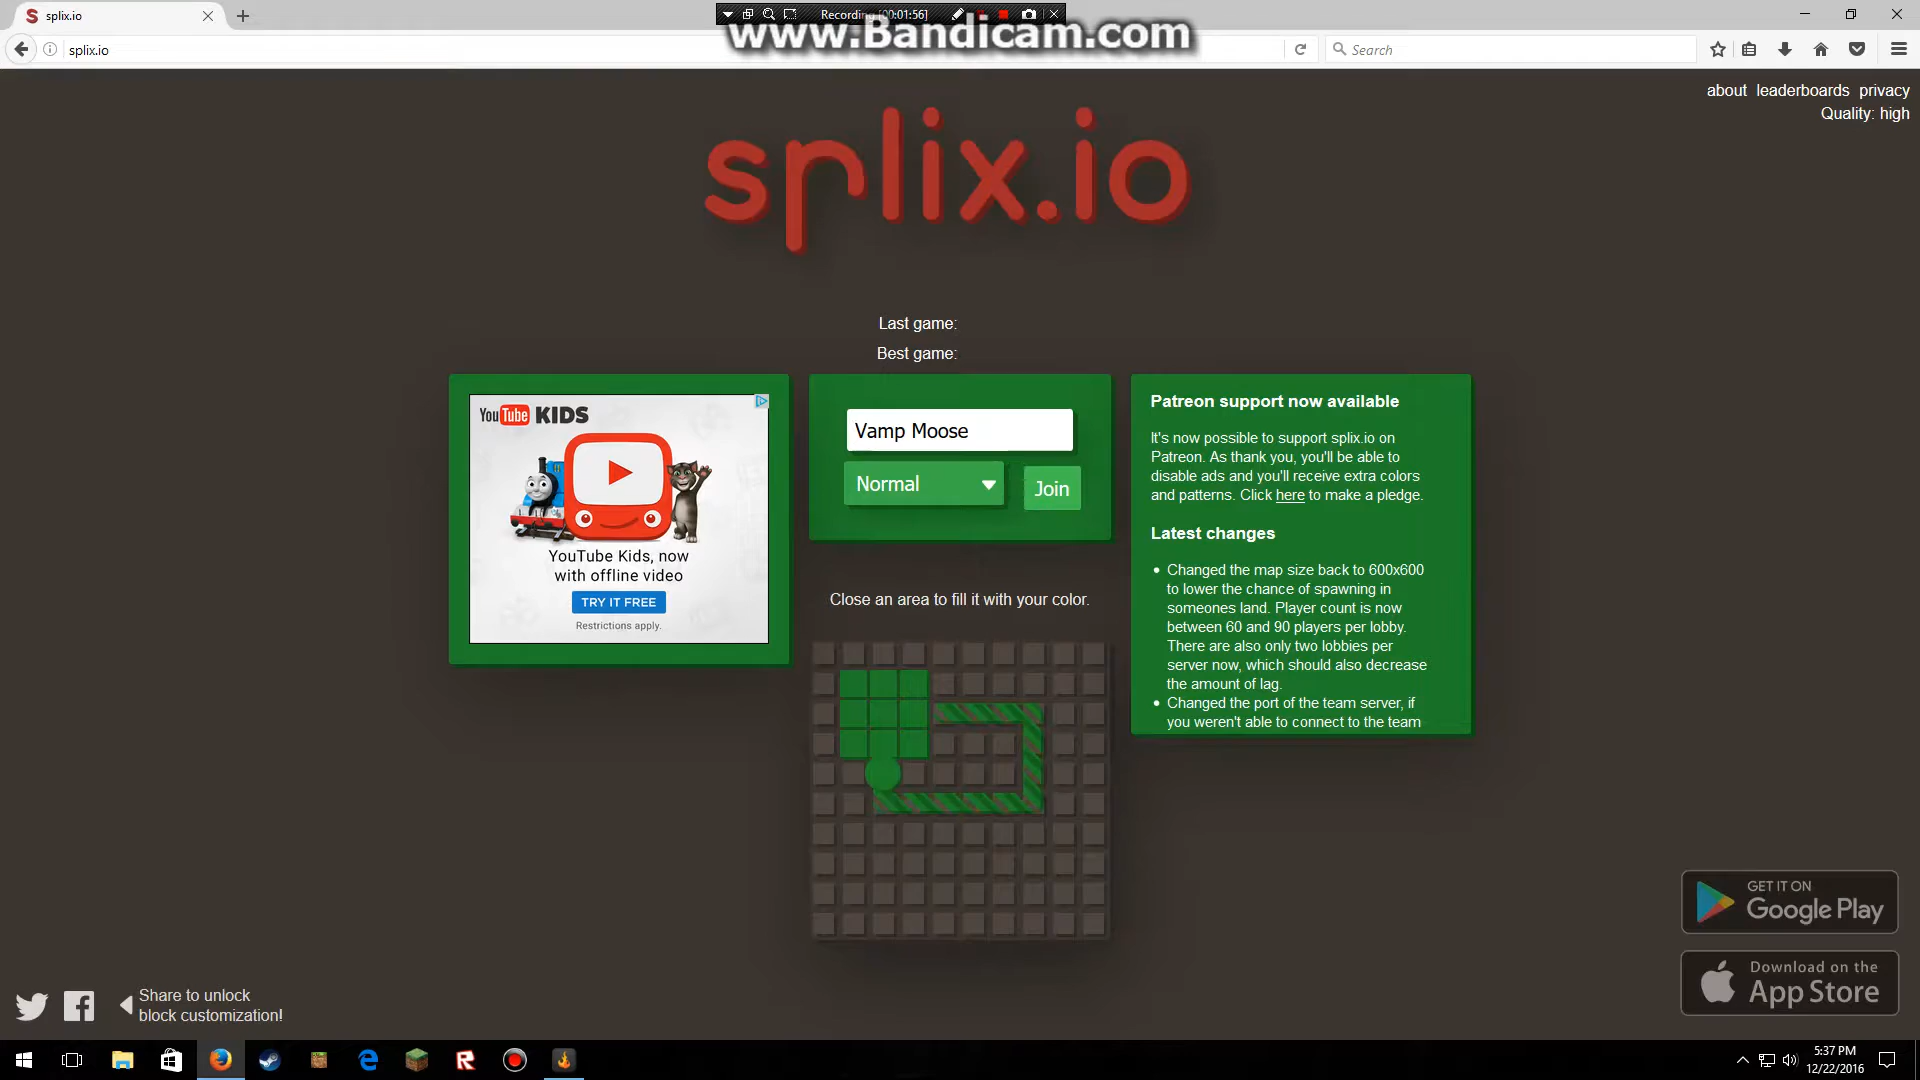 splix.io
Recording [00:01:56]
www.Bandicam.com
splix.io
Search
about leaderboards privacy
Quality: high
splix.io
Last game:
Best game:
YouTube KIDS
YouTube Kids, now
with offline video
TRY IT FREE
Restrictions apply.
Vamp Moose
Normal
Join
Close an area to fill it with your color.
Patreon support now available
It's now possible to support splix.io on
Patreon. As thank you, you'll be able to
disable ads and you'll receive extra colors
and patterns. Click here to make a pledge.
Latest changes
Changed the map size back to 600x600
to lower the chance of spawning in
someones land. Player count is now
between 60 and 90 players per lobby.
There are also only two lobbies per
server now, which should also decrease
the amount of lag.
Changed the port of the team server, if
you weren't able to connect to the team
GET IT ON
Google Play
Download on the
App Store
Share to unlock
block customization!
5:37 PM
12/22/2016